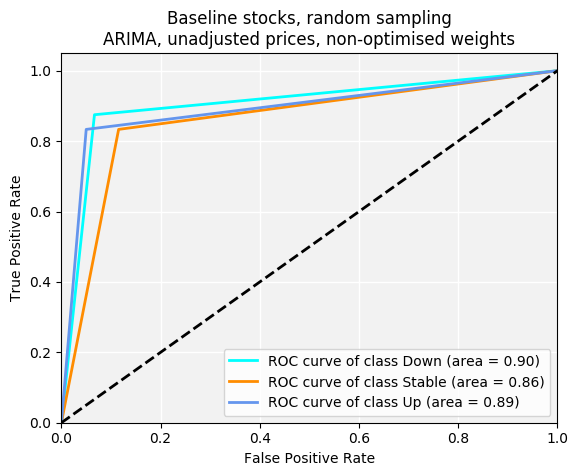 Baseline stocks, random sampling
ARIMA, unadjusted prices, non-optimised weights
True Positive Rate
1.0
0.8
0.6
0.4
0.2
0.0
ROC curve of class Down (area = 0.90)
ROC curve of class Stable (area = 0.86)
ROC curve of class Up (area = 0.89)
0.0 0.2 0.4 0.6 0.8 1.0
False Positive Rate